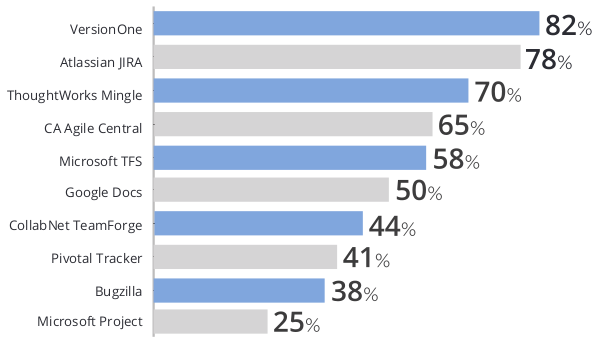 VersionOne 82%
Atlassian JIRA 78%
ThoughtWorks Mingle 70%
CA Agile Central 65%
Microsoft TFS 58%
Google Docs 50%
CollabNet TeamForge 44%
Pivotal Tracker 41%
Bugzilla 38%
Microsoft Project 25%